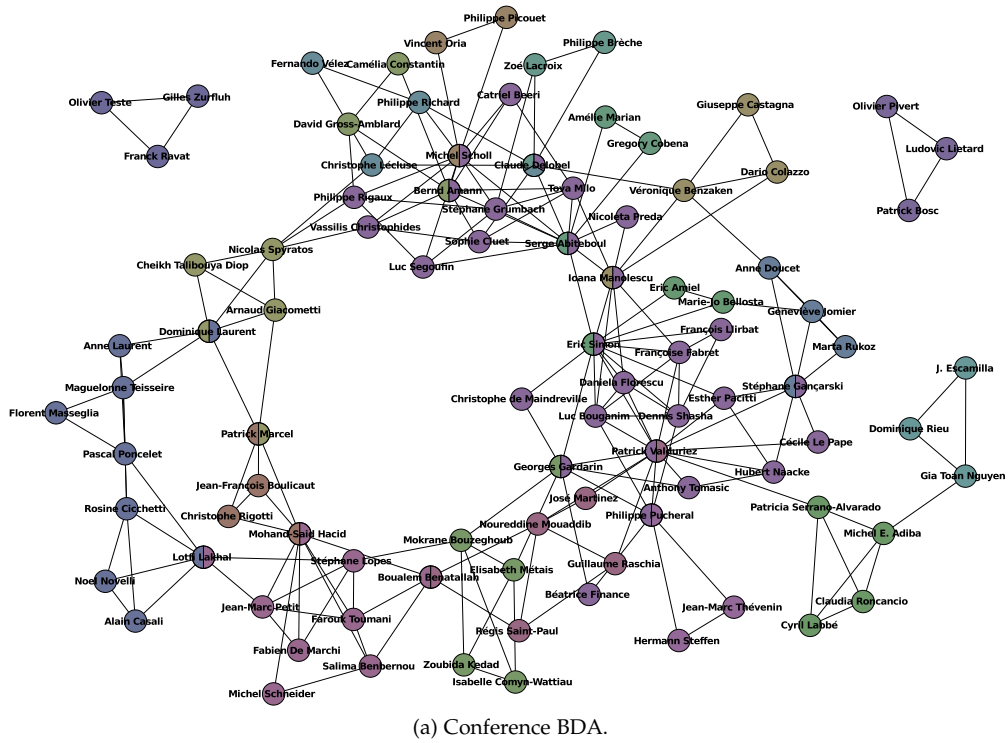 Philippe Picouet
Vincent Oria
Philippe Brèche
Fernando Vélez
Camélia Constantin
Zoé Lacroix
Olivier Teste
Gilles Zurfluh
Philippe Richard
Catriel Beeri
Giuseppe Castagna
Olivier Pivert
David Gross-Amblard
Amélie Marian
Gregory Cobena
Ludovic Lietard
Franck Ravat
Christophe Lécluse
Michel Scholl
Claude Delobel
Dario Colazzo
Philippe Rigaux
Bernd Amann
Tova Milo
Véronique Benzaken
Stéphane Grumbach
Nicoleta Preda
Patrick Bosc
Vassilis Christophides
Sophie Cluet
Serge Abiteboul
Nicolas Spyratos
Cheikh Talibouya Diop
Luc Segoufin
Ioana Manolescu
Anne Doucet
Eric Amiel
Marie-Jo Bellosta
Arnaud Giacometti
Geneviève Jomier
Dominique Laurent
François Llirbat
Anne Laurent
Eric Simon
Françoise Fabret
Marta Rukoz
J. Escamilla
Maguelonne Teisseire
Daniela Florescu
Stéphane Gançarski
Christophe de Maindreville
Esther Pacitti
Florent Masseglia
Luc Bouganim
Dennis Shasha
Dominique Rieu
Patrick Marcel
Cécile Le Pape
Pascal Poncelet
Patrick Valduriez
Georges Gardarin
Hubert Naacke
Gia Toan Nguyen
Jean-François Boulicaut
Anthony Tomasic
José Martinez
Rosine Cicchetti
Christophe Rigotti
Patricia Serrano-Alvarado
Philippe Pucheral
Noureddine Mouaddib
Mohand-Said Hacid
Michel E. Adiba
Mokrane Bouzeghoub
Lotfi Lakhal
Stéphane Lopes
Guillaume Raschia
Elisabeth Métais
Noel Novelli
Boualem Benatallah
Béatrice Finance
Claudia Roncancio
Jean-Marc Petit
Jean-Marc Thévenin
Alain Casali
Farouk Toumani
Cyril Labbé
Régis Saint-Paul
Hermann Steffen
Fabien De Marchi
Salima Benbernou
Zoubida Kedad
Isabelle Comyn-Wattiau
Michel Schneider
(a) Conference BDA.